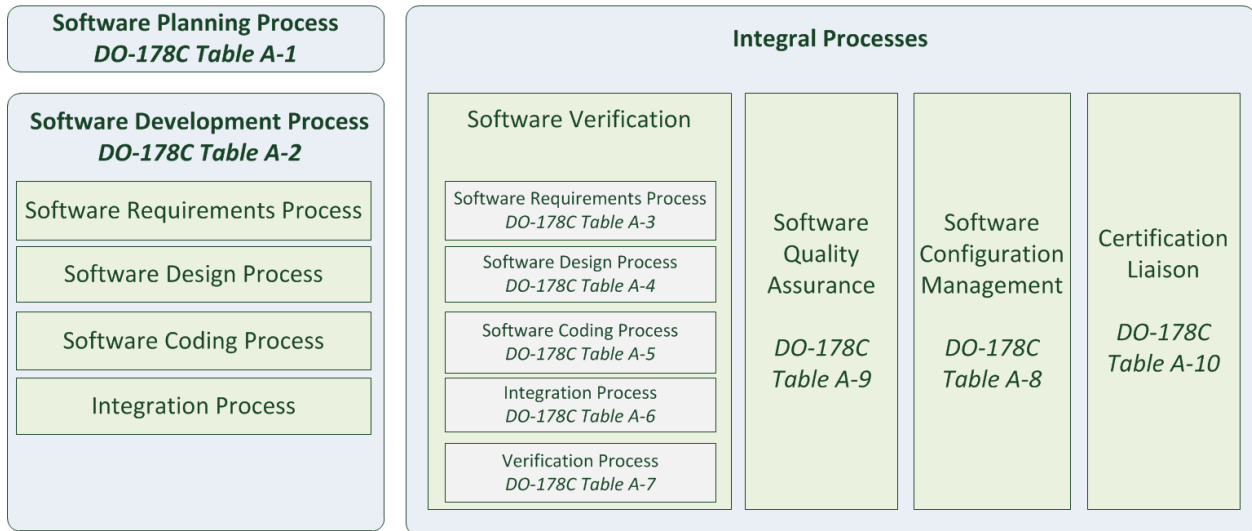 Software Planning Process
DO-178C Table A-1
Software Development Process
DO-178C Table A-2
Software Requirements Process
Software Design Process
Software Coding Process
Integration Process
Integral Processes
Software Verification
Software Requirements Process
DO-178C Table A-3
Software Design Process
DO-178C Table A-4
Software Coding Process
DO-178C Table A-5
Integration Process
DO-178C Table A-6
Verification Process
DO-178C Table A-7
Software
Quality
Assurance
DO-178C
Table A-9
Software
Configuration
Management
DO-178C
Table A-8
Certification
Liaison
DO-178C
Table A-10